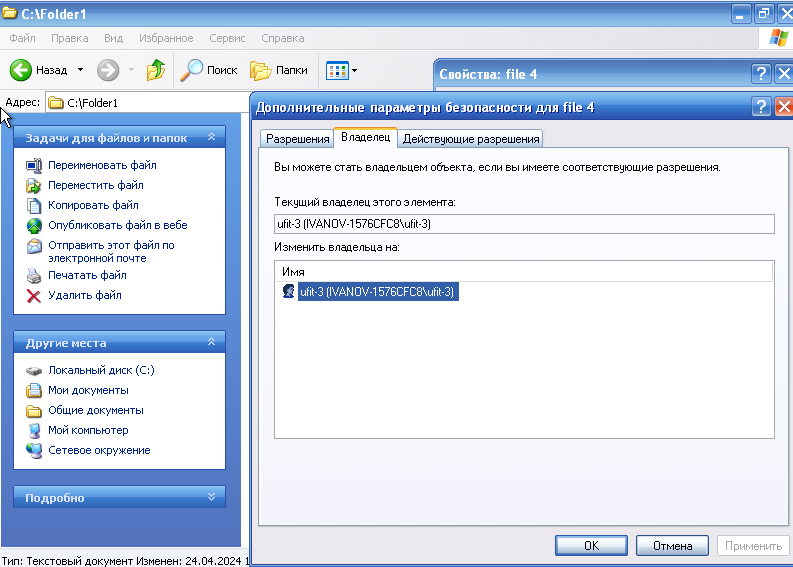 C:\Folder1
Файл Правка Вид Избранное Сервис Справка
Назад Поиск Папки
Адрес: C:\Folder1
Задачи для файлов и папок
Переименовать файл
Переместить файл
Копировать файл
Опубликовать файл в вебе
Отправить этот файл по
электронной почте
Печатать файл
Удалить файл
Другие места
Локальный диск (C:)
Мои документы
Общие документы
Мой компьютер
Сетевое окружение
Подробно
Тип: Текстовый документ Изменен: 24.04.2024 1
Свойства: file 4
Дополнительные параметры безопасности для file 4
Разрешения Владелец Действующие разрешения
Вы можете стать владельцем объекта, если вы имеете соответствующие разрешения.
Текущий владелец этого элемента:
ufit-3 (IVANOV-1576CFC8\ufit-3)
Изменить владельца на:
Имя
ufit-3 (IVANOV-1576CFC8\ufit-3)
OK Отмена Применить